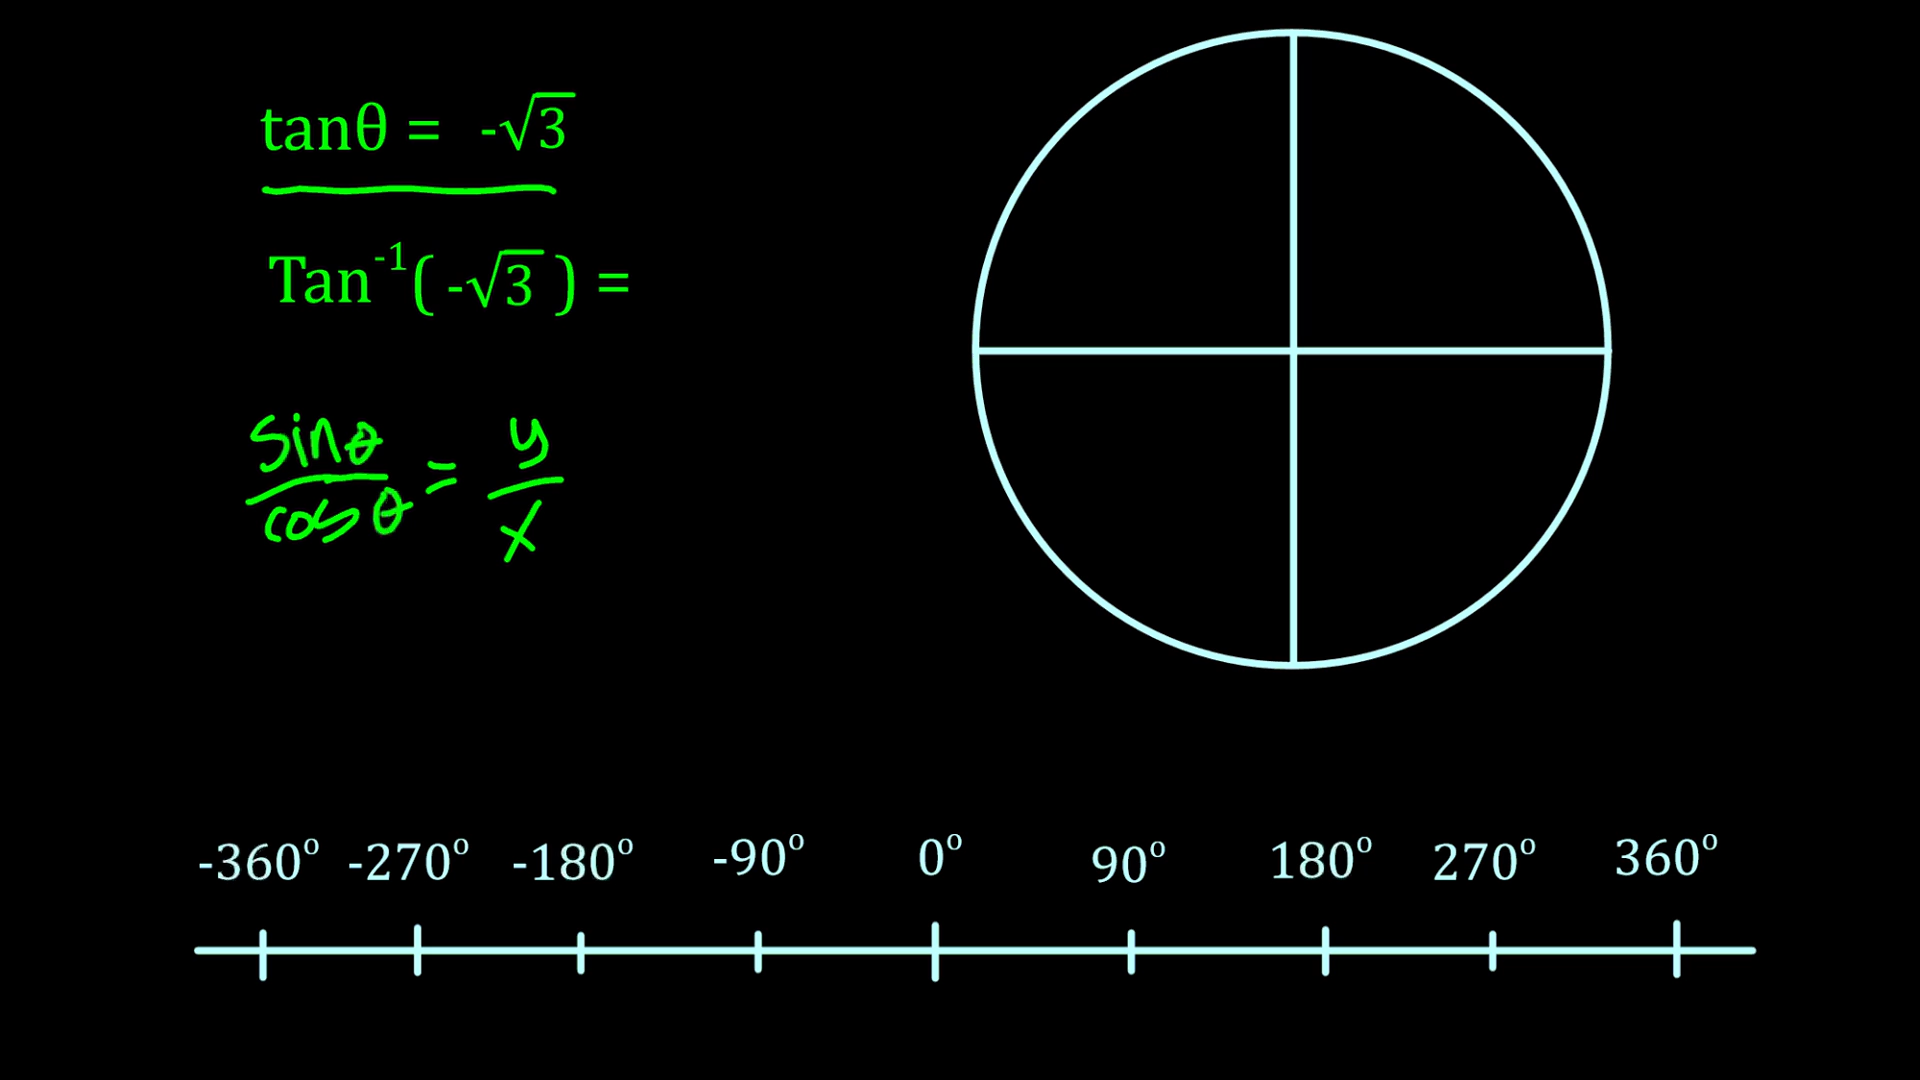 tanθ = -√3
Tan⁻¹( -√3 ) =
sinθ/cosθ = y/x
-360° -270° -180° -90° 0° 90° 180° 270° 360°